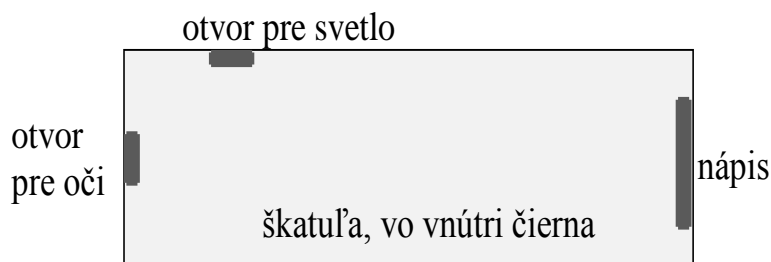 otvor pre svetlo
otvor
pre oči
nápis
škatuľa, vo vnútri čierna